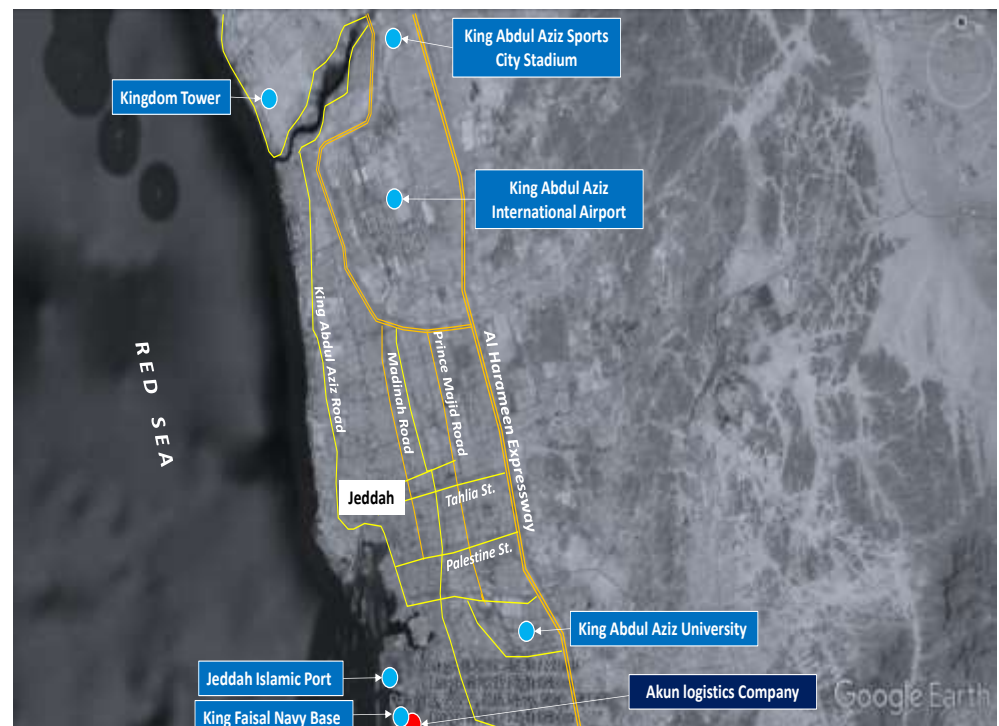 King Abdul Aziz Sports
City Stadium
Kingdom Tower
King Abdul Aziz
International Airport
King Abdul Aziz Road
Madinah Road
Prince Majid Road
Al Harameen Expressway
RED SEA
Jeddah
Tahlia St.
Palestine St.
King Abdul Aziz University
Jeddah Islamic Port
Akun logistics Company
King Faisal Navy Base
Google Earth